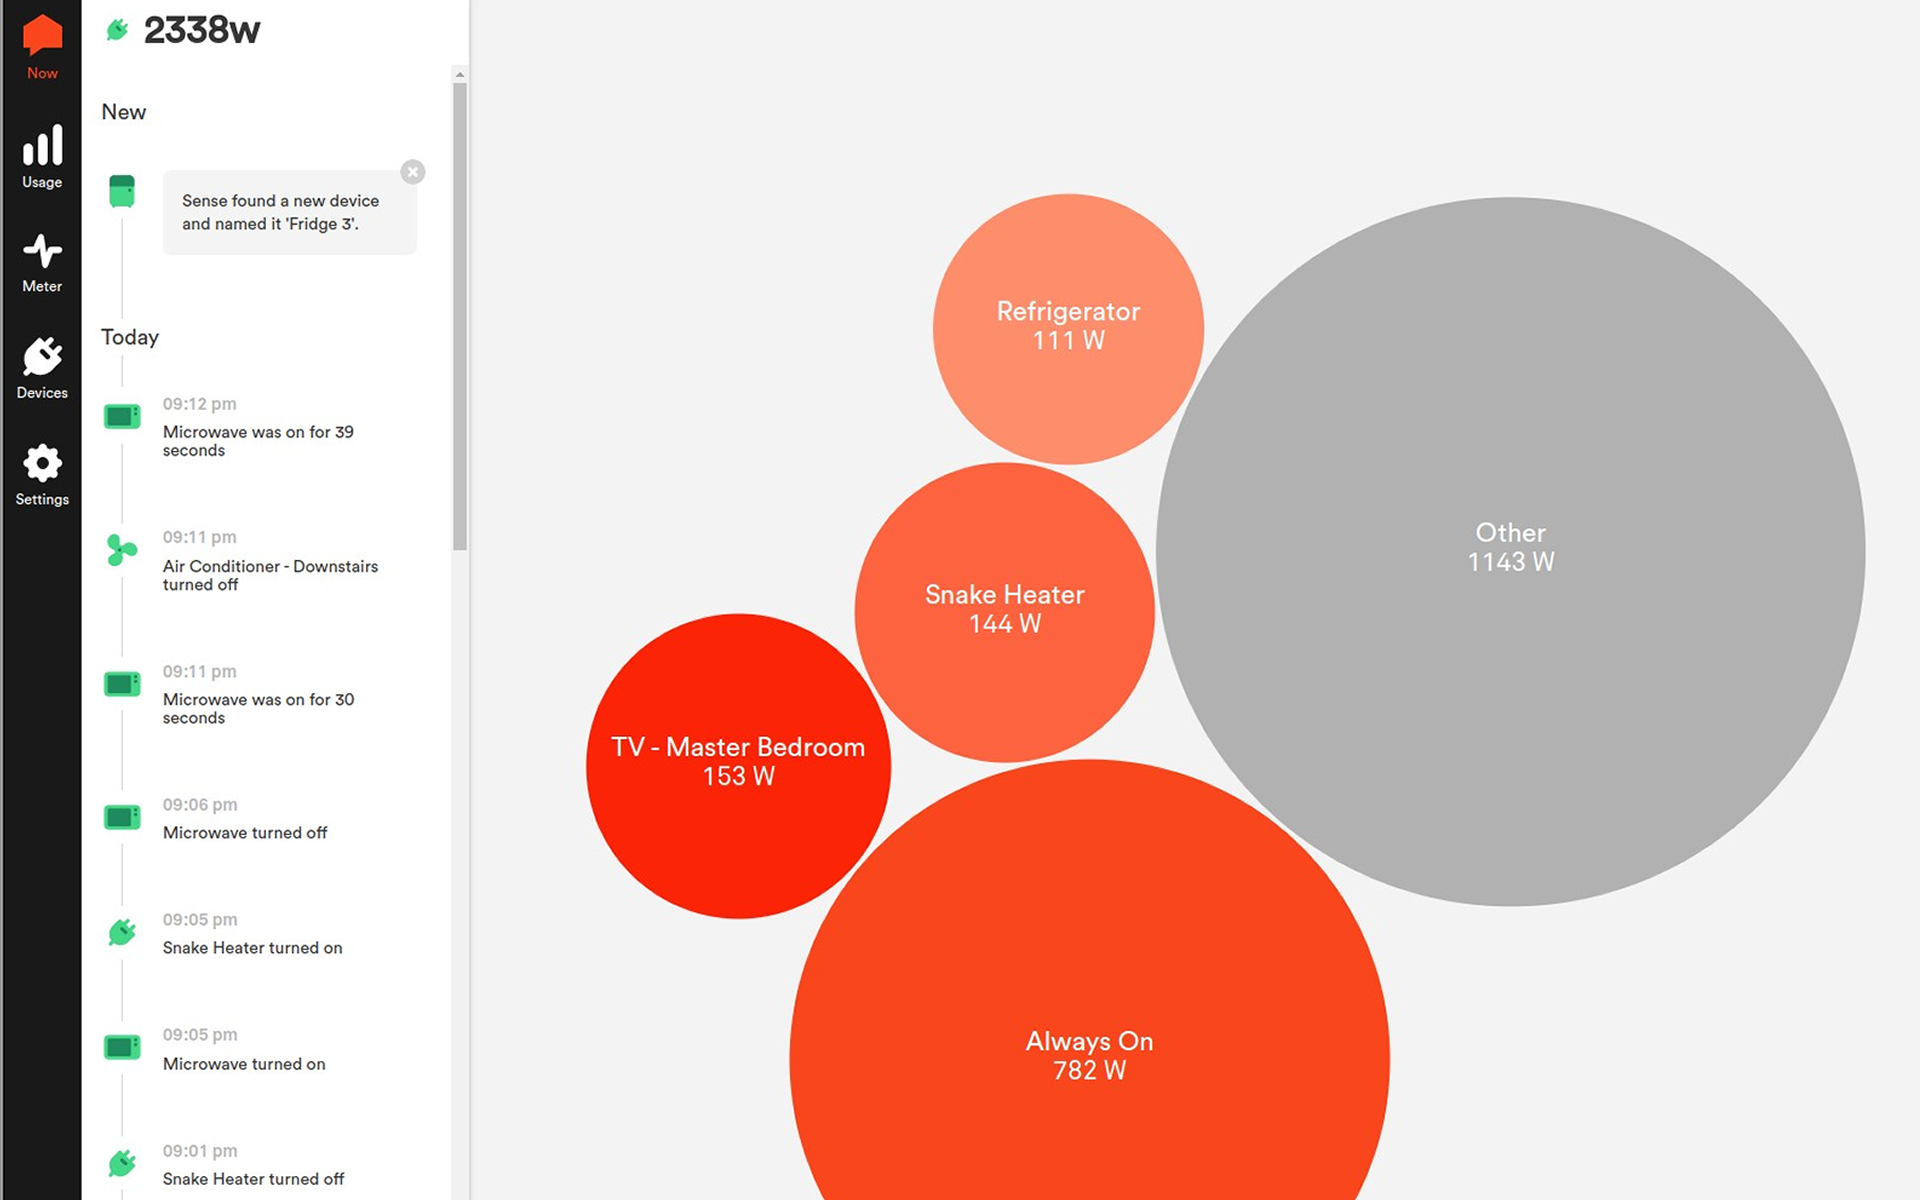 2338w
Now
Usage
Meter
Devices
Settings
New
Sense found a new device
and named it 'Fridge 3'.
Today
09:12 pm
Microwave was on for 39
seconds
09:11 pm
Air Conditioner - Downstairs
turned off
09:11 pm
Microwave was on for 30
seconds
09:06 pm
Microwave turned off
09:05 pm
Snake Heater turned on
09:05 pm
Microwave turned on
09:01 pm
Snake Heater turned off
Refrigerator
111 W
Other
1143 W
Snake Heater
144 W
TV - Master Bedroom
153 W
Always On
782 W